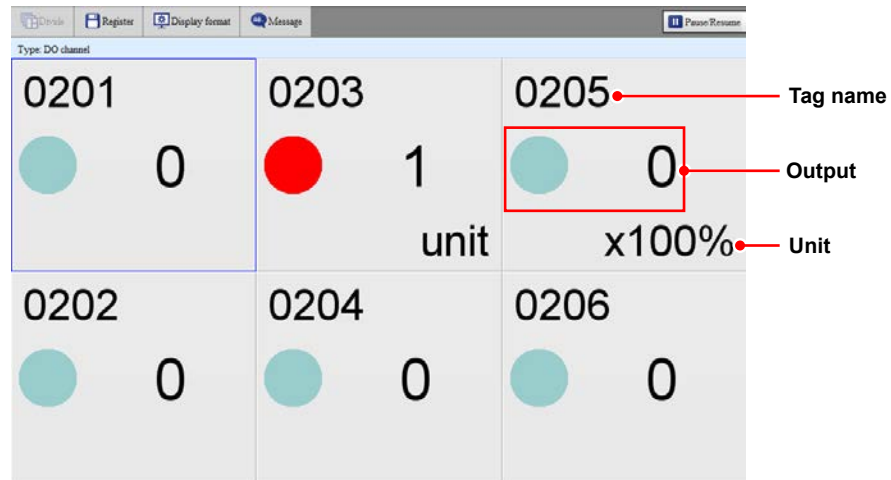 Divide Register Display format Message Pause/Resume
Type: DO channel
0201 0203 0205 Tag name
0 1 0 Output
unit x100% Unit
0202 0204 0206
0 0 0